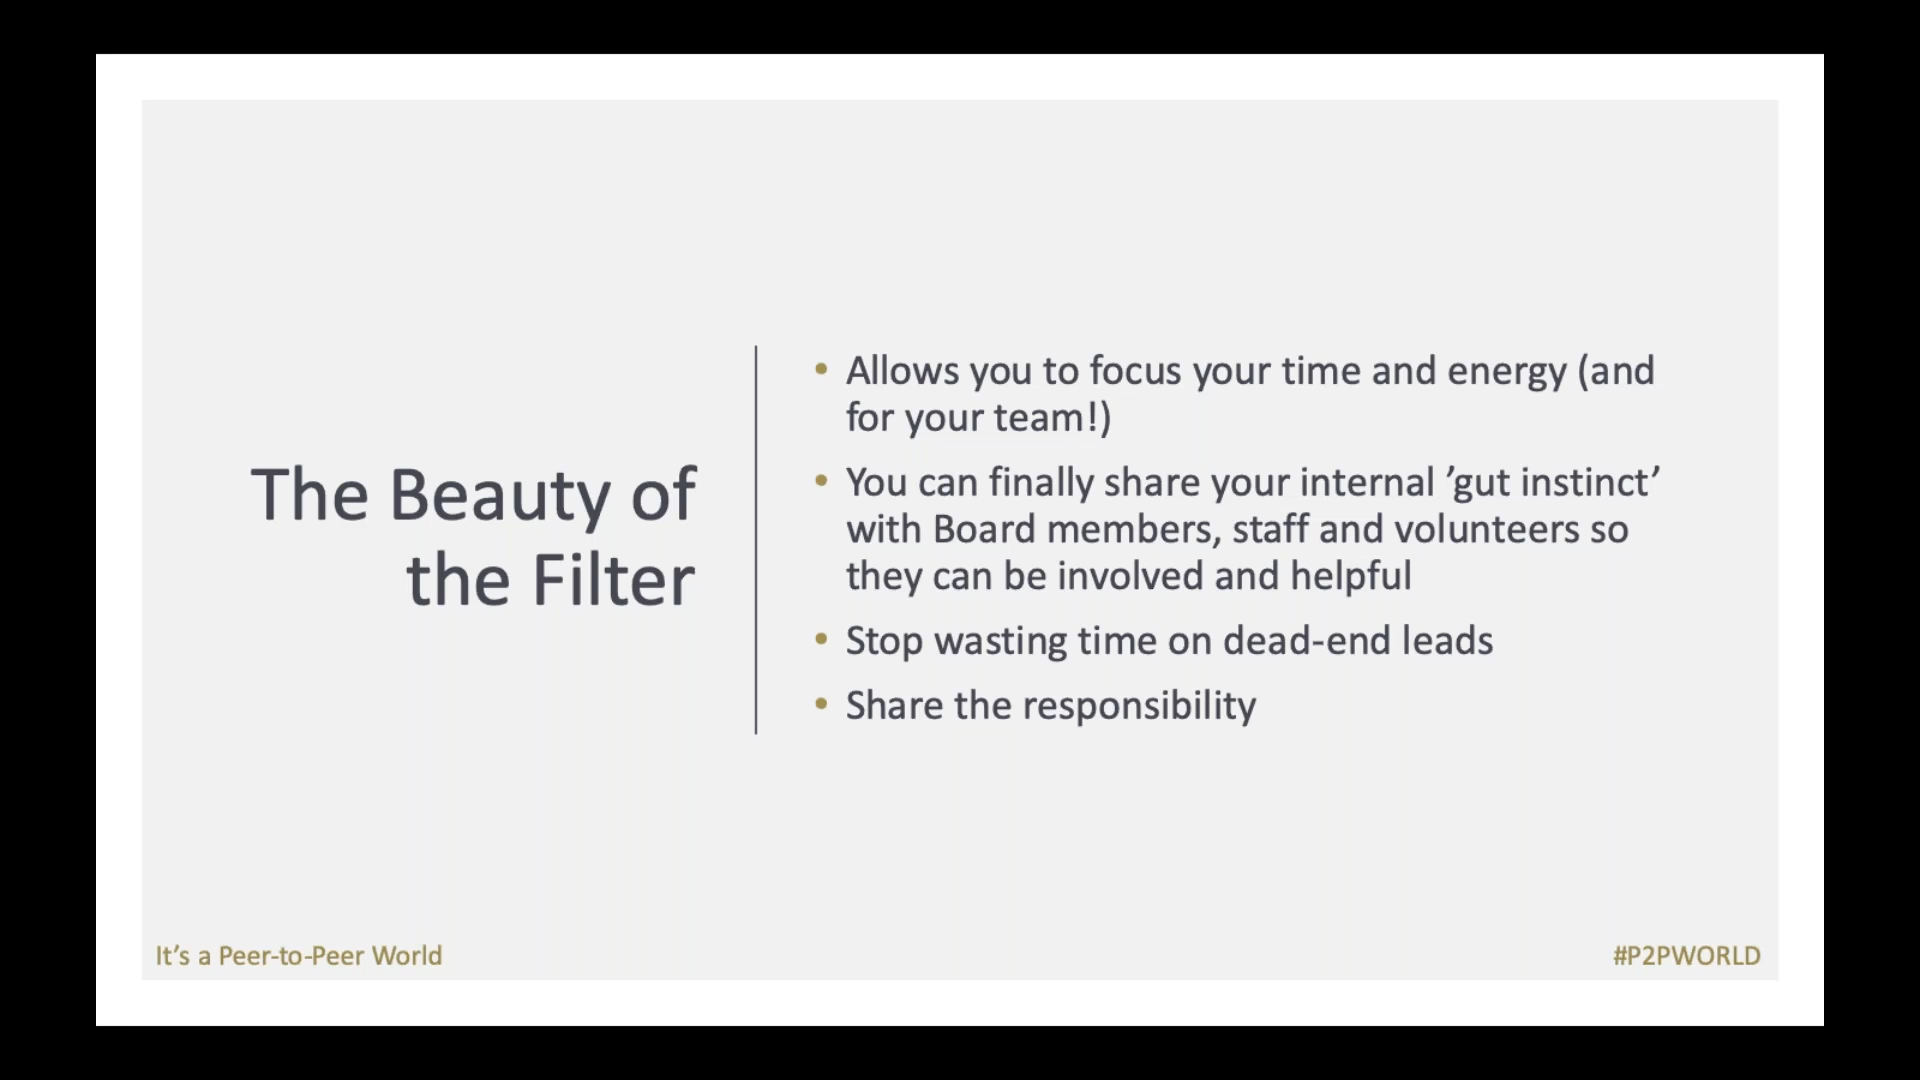 The Beauty of
the Filter
• Allows you to focus your time and energy (and
for your team!)
• You can finally share your internal ’gut instinct’
with Board members, staff and volunteers so
they can be involved and helpful
• Stop wasting time on dead-end leads
• Share the responsibility
It’s a Peer-to-Peer World
#P2PWORLD